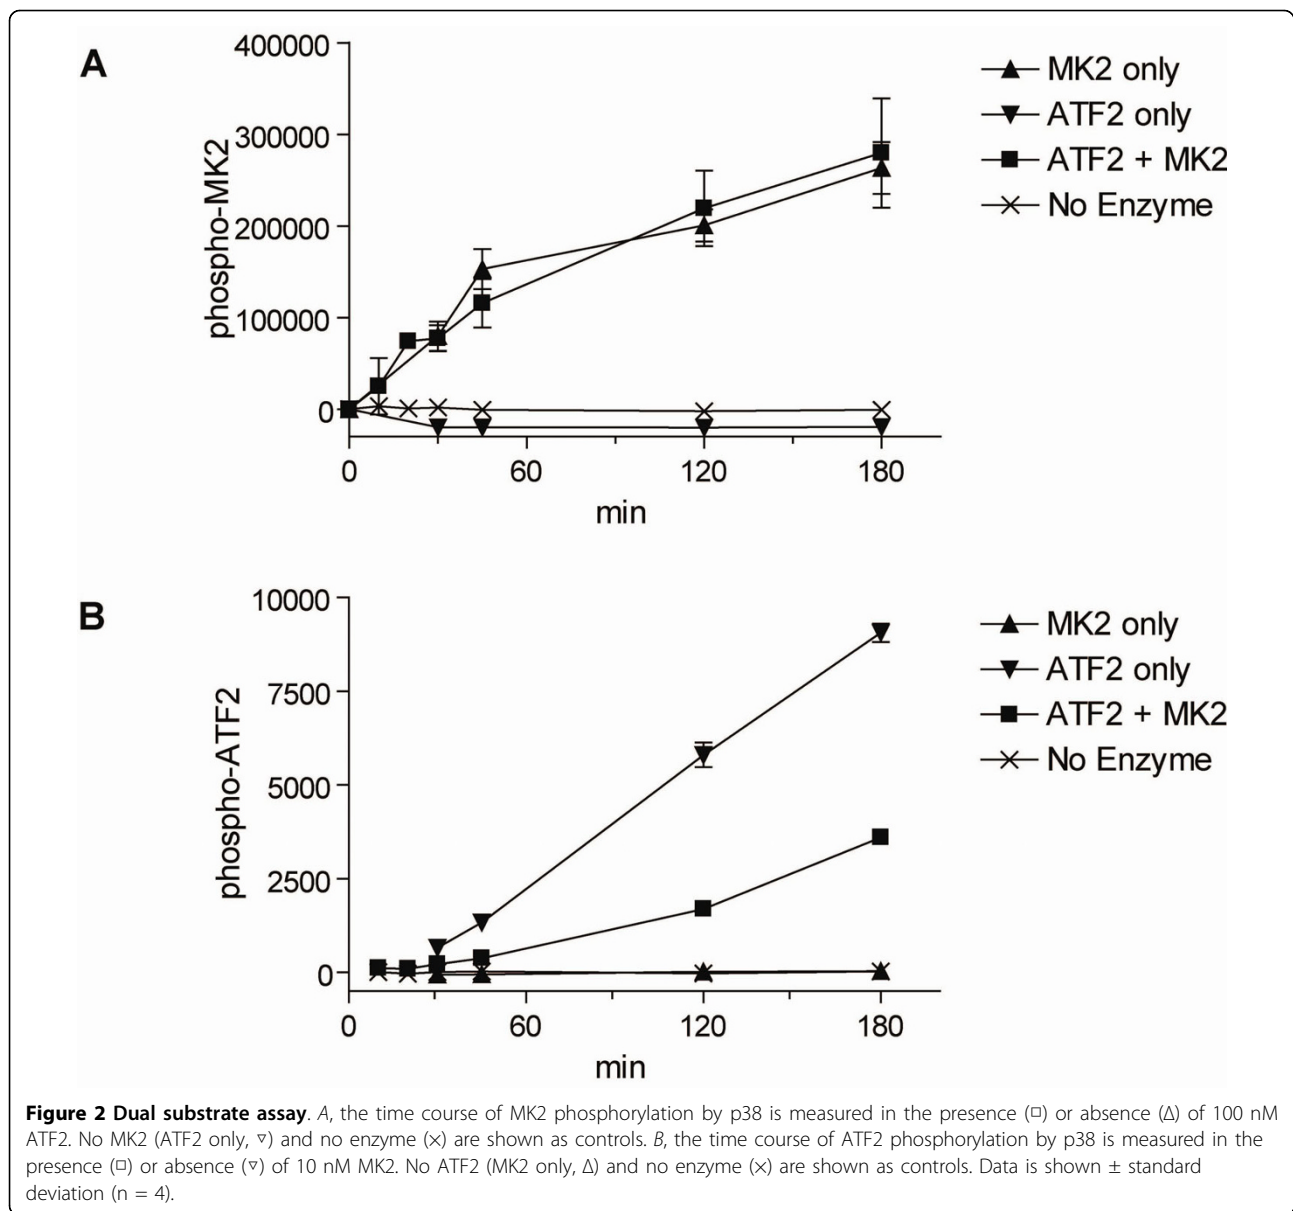 A
400000
300000
200000
100000
0
phospho-MK2
0 60 120 180
min
MK2 only
ATF2 only
ATF2 + MK2
No Enzyme
B
10000
7500
5000
2500
0
phospho-ATF2
0 60 120 180
min
MK2 only
ATF2 only
ATF2 + MK2
No Enzyme
Figure 2 Dual substrate assay. A, the time course of MK2 phosphorylation by p38 is measured in the presence (□) or absence (Δ) of 100 nM
ATF2. No MK2 (ATF2 only, ▿) and no enzyme (×) are shown as controls. B, the time course of ATF2 phosphorylation by p38 is measured in the
presence (□) or absence (▿) of 10 nM MK2. No ATF2 (MK2 only, Δ) and no enzyme (×) are shown as controls. Data is shown ± standard
deviation (n = 4).